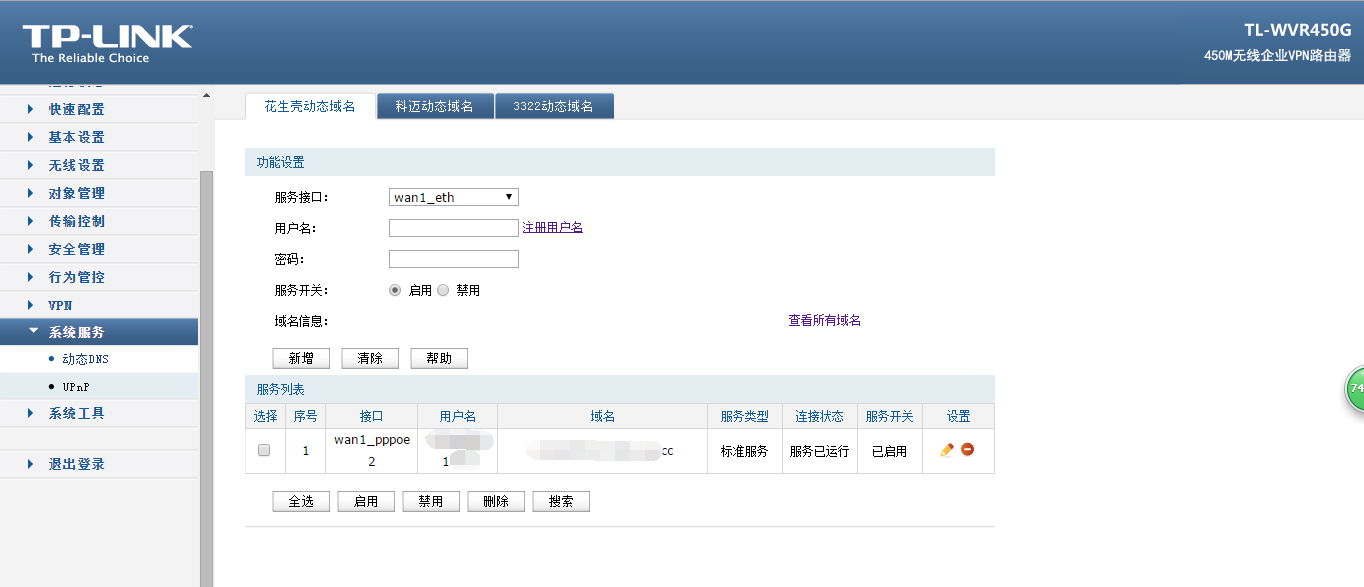 TP-LINK
The Reliable Choice
TL-WVR450G
450M无线企业VPN路由器
快速配置
基本设置
无线设置
对象管理
传输控制
安全管理
行为管控
VPN
系统服务
动态DNS
UPnP
系统工具
退出登录
花生壳动态域名 科迈动态域名 3322动态域名
功能设置
服务接口: wan1_eth
用户名: 注册用户名
密码:
服务开关: 启用 禁用
域名信息: 查看所有域名
新增 清除 帮助
服务列表
选择 序号 接口 用户名 域名 服务类型 连接状态 服务开关 设置
1 wan1_pppoe2 1 cc 标准服务 服务已运行 已启用
全选 启用 禁用 删除 搜索
74